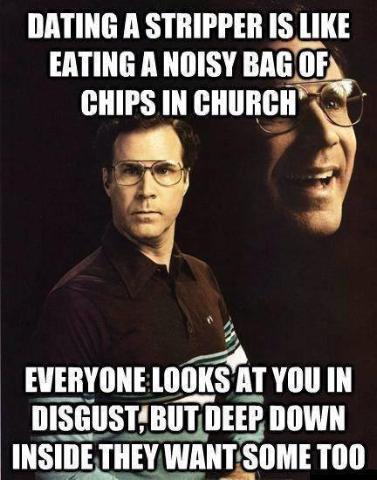 DATING A STRIPPER IS LIKE
EATING A NOISY BAG OF
CHIPS IN CHURCH
EVERYONE LOOKS AT YOU IN
DISGUST, BUT DEEP DOWN
INSIDE THEY WANT SOME TOO